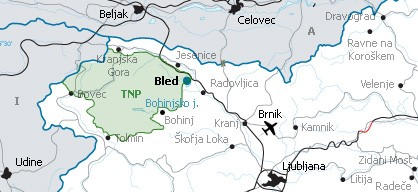 Beljak
Celovec
Dravograd
A
Kranjska
Gora
Jesenice
Ravne na
Koroškem
Bled
TNP
Radovljica
Velenje
Bovec
Bohinjsko j.
I
Bohinj
Brnik
Kranj
Kamnik
Tolmin
Škofja Loka
Zidani Most
Udine
Ljubljana
Litija
Radeče